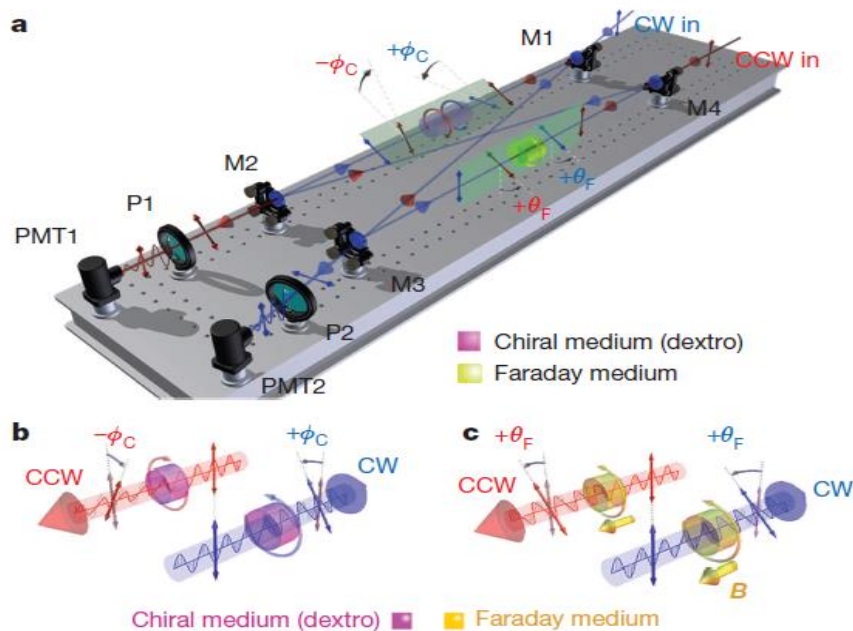 a
M1
CW in
−ϕC
+ϕC
CCW in
M4
M2
P1
+θF
+θF
PMT1
M3
P2
PMT2
Chiral medium (dextro)
Faraday medium
b
−ϕC
+ϕC
CCW
CW
c
+θF
+θF
CCW
CW
B
Chiral medium (dextro)
Faraday medium